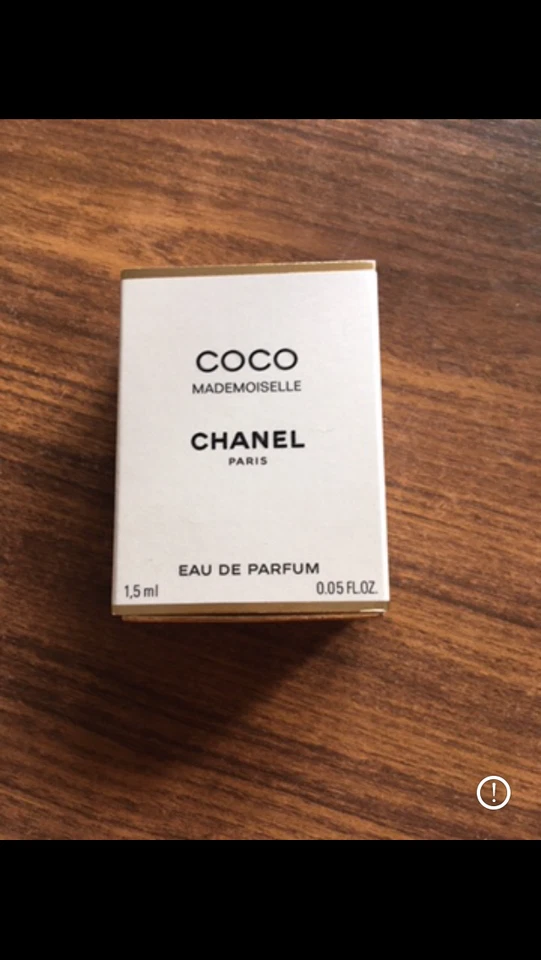 COCO
MADEMOISELLE
CHANEL
PARIS
EAU DE PARFUM
1,5 ml 0.05 FL.OZ.